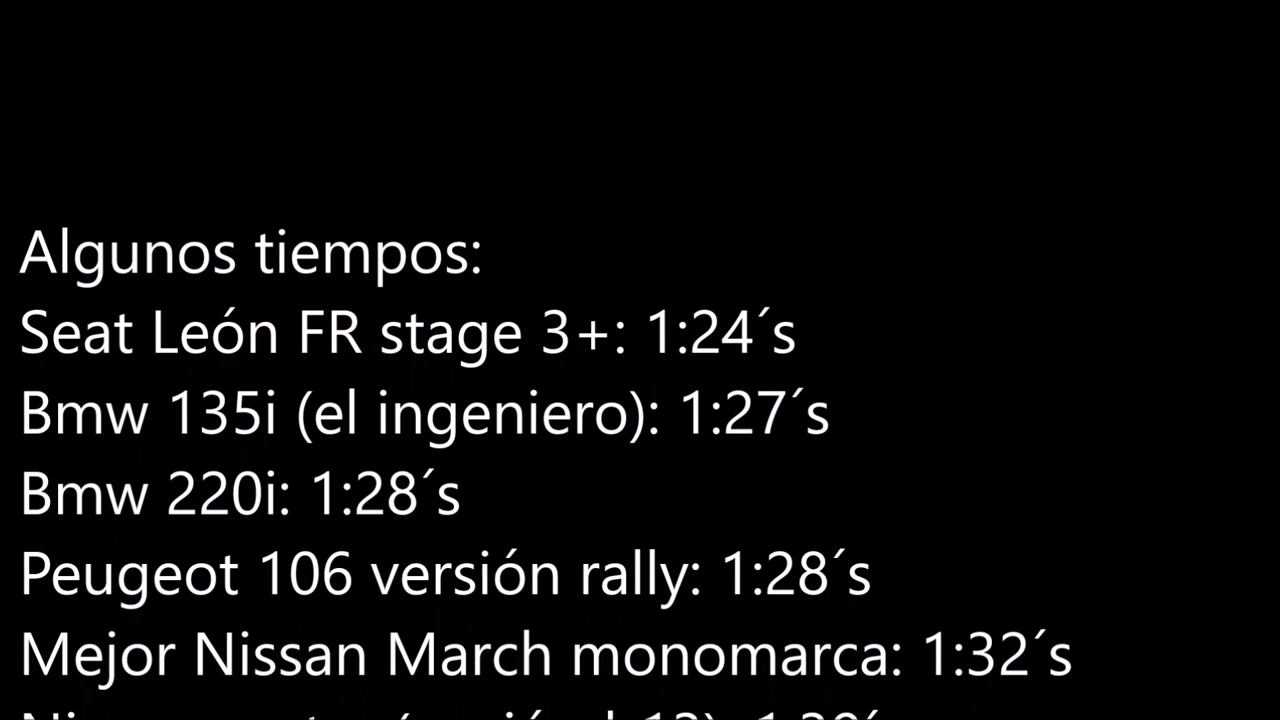 Algunos tiempos:
Seat León FR stage 3+: 1:24´s
Bmw 135i (el ingeniero): 1:27´s
Bmw 220i: 1:28´s
Peugeot 106 versión rally: 1:28´s
Mejor Nissan March monomarca: 1:32´s